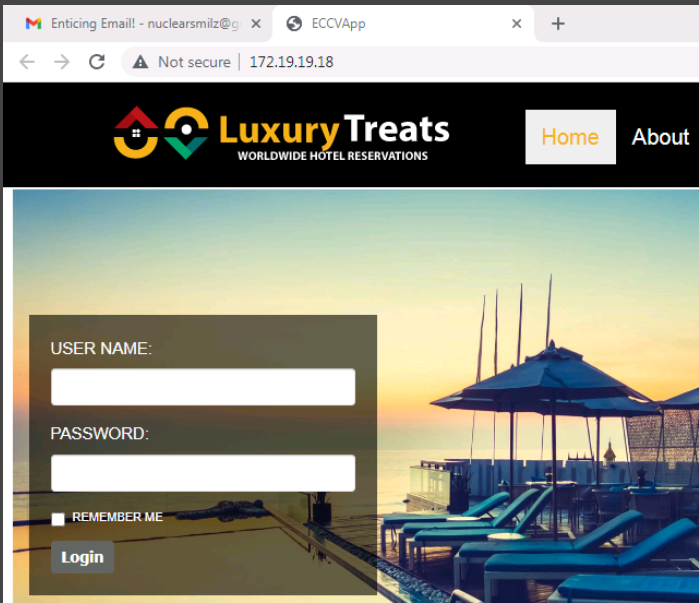 Enticing Email! - nuclearsmilz@g
ECCVApp
Not secure | 172.19.19.18
Luxury Treats
WORLDWIDE HOTEL RESERVATIONS
Home About
USER NAME:
PASSWORD:
REMEMBER ME
Login